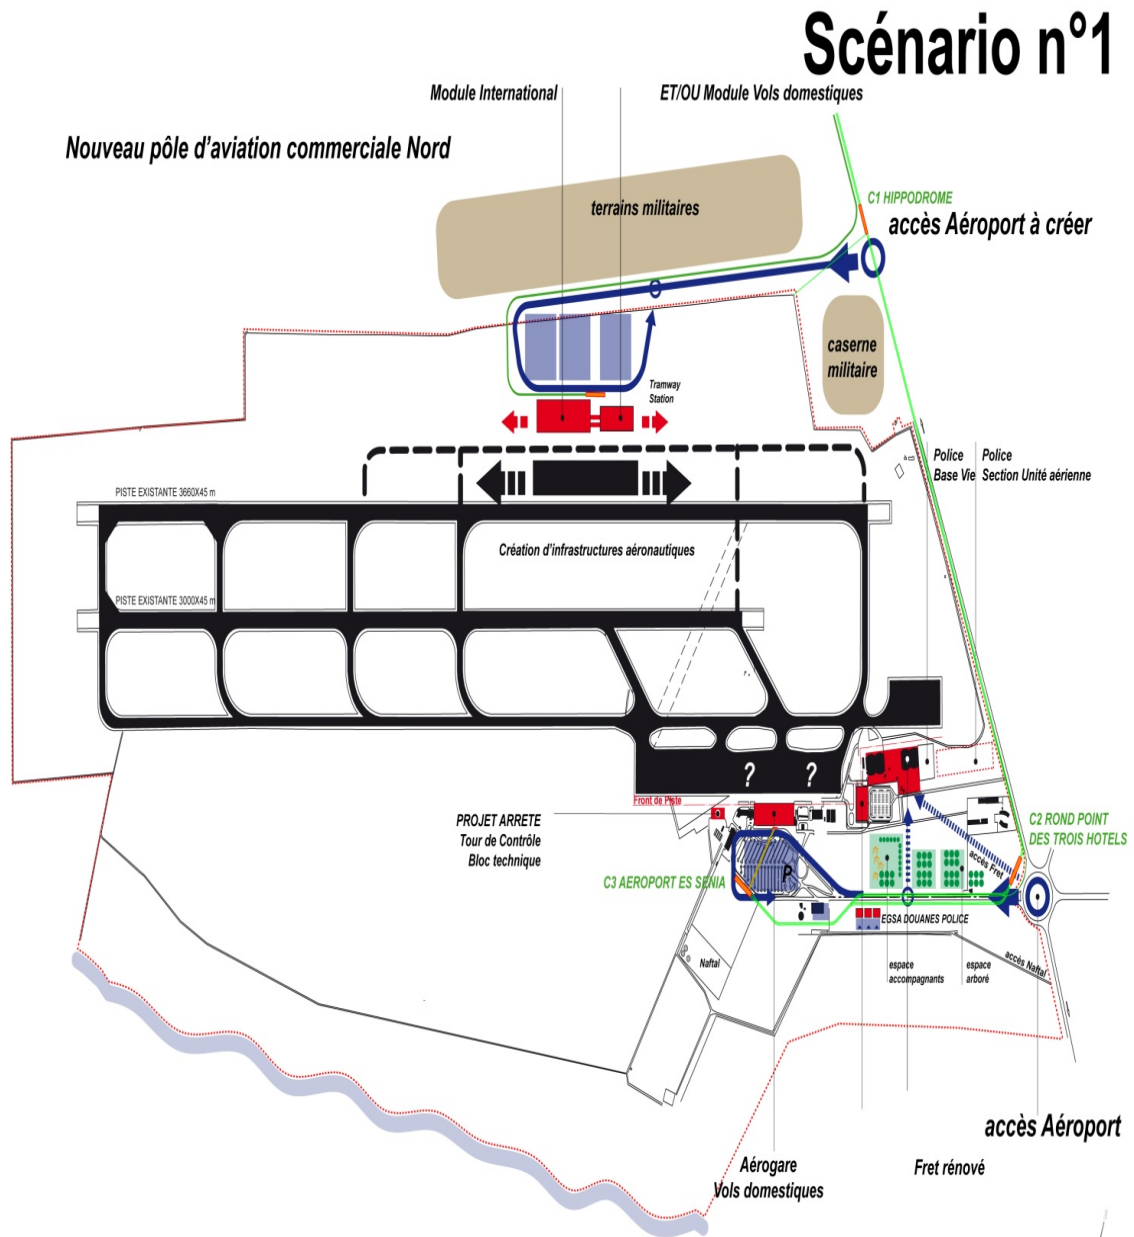 Scénario n°1
Module International
ET/OU Module Vols domestiques
Nouveau pôle d'aviation commerciale Nord
C1 HIPPODROME
terrains militaires
accès Aéroport à créer
caserne
militaire
Tramway
Station
Police
Base Vie
Police
Section Unité aérienne
PISTE EXISTANTE 3660X45 m
Création d'infrastructures aéronautiques
PISTE EXISTANTE 3000X45 m
?
?
Front de Piste
PROJET ARRETE
Tour de Contrôle
Bloc technique
C2 ROND POINT
DES TROIS HOTELS
accès Fret
P
C3 AEROPORT ES SENIA
EGSA DOUANES POLICE
Naftal
espace
accompagnants
espace
arboré
accès Naftal
accès Aéroport
Aérogare
Vols domestiques
Fret rénové